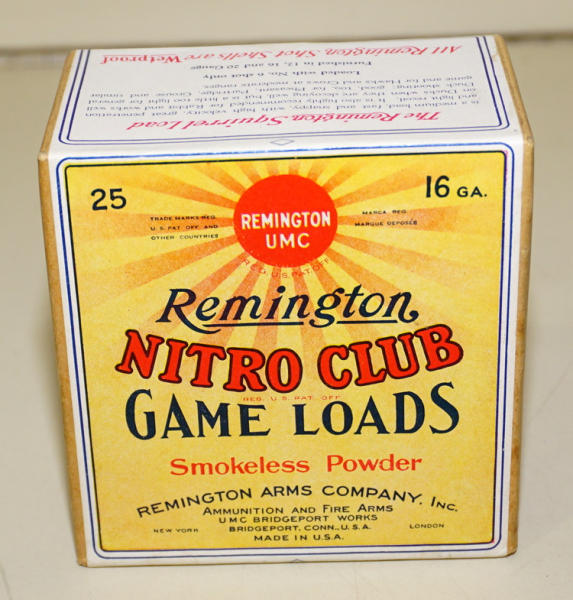 The Remington Squirrel Load
is a medium load, fast and snappy, with high velocity, great penetration
and light recoil. It is also highly recommended for Rabbit and works well
on Ducks when they are decoying well, but is a little too light for general
Duck shooting, good, too, for Pheasant, Partridge and similar
game and for Hawks at moderate ranges.
Loaded with No. 6 shot only
Furnished in 12, 16 and 20 Gauge
All Remington Shot Shells are Wetproof
25
16 GA.
TRADE MARKS REG.
U.S. PAT. OFF. AND
OTHER COUNTRIES
REMINGTON
UMC
REG. U.S. PAT. OFF.
MARCA REG.
MARQUE DEPOSÉE
Remington
NITRO CLUB
REG. U.S. PAT. OFF.
GAME LOADS
Smokeless Powder
REMINGTON ARMS COMPANY, INC.
AMMUNITION AND FIRE ARMS
UMC BRIDGEPORT WORKS
NEW YORK BRIDGEPORT, CONN., U.S.A. LONDON
MADE IN U.S.A.